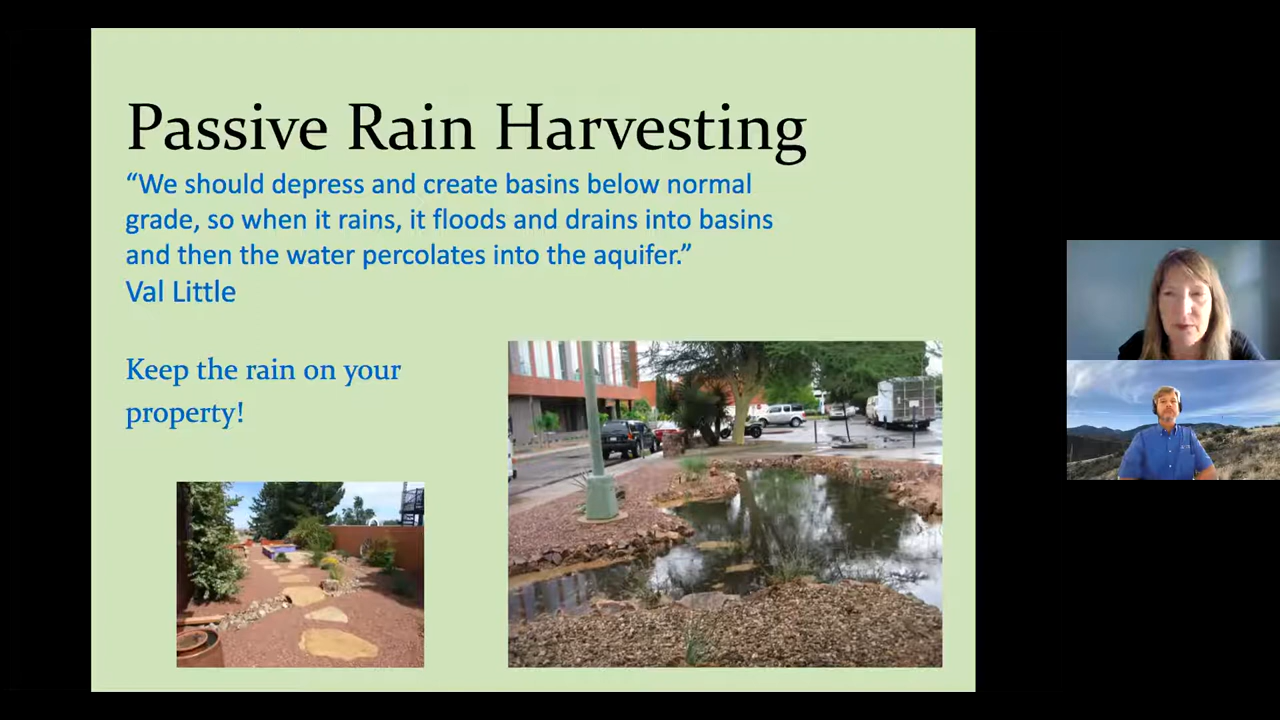 Passive Rain Harvesting
“We should depress and create basins below normal
grade, so when it rains, it floods and drains into basins
and then the water percolates into the aquifer.”
Val Little
Keep the rain on your
property!